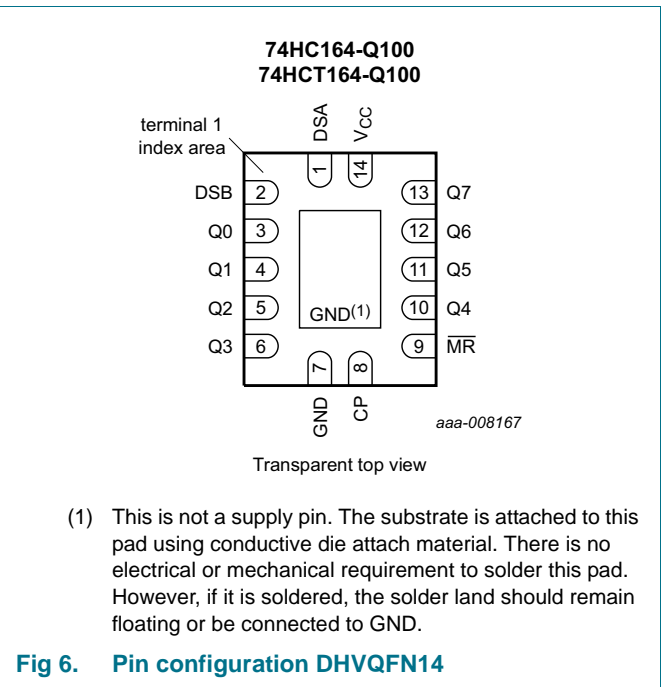 74HC164-Q100
74HCT164-Q100
terminal 1
index area
DSA
VCC
1
14
DSB 2
13 Q7
Q0 3
12 Q6
Q1 4
11 Q5
Q2 5
GND(1)
10 Q4
Q3 6
9 M̅R̅
7
8
GND
CP
aaa-008167
Transparent top view
(1) This is not a supply pin. The substrate is attached to this
pad using conductive die attach material. There is no
electrical or mechanical requirement to solder this pad.
However, if it is soldered, the solder land should remain
floating or be connected to GND.
Fig 6. Pin configuration DHVQFN14